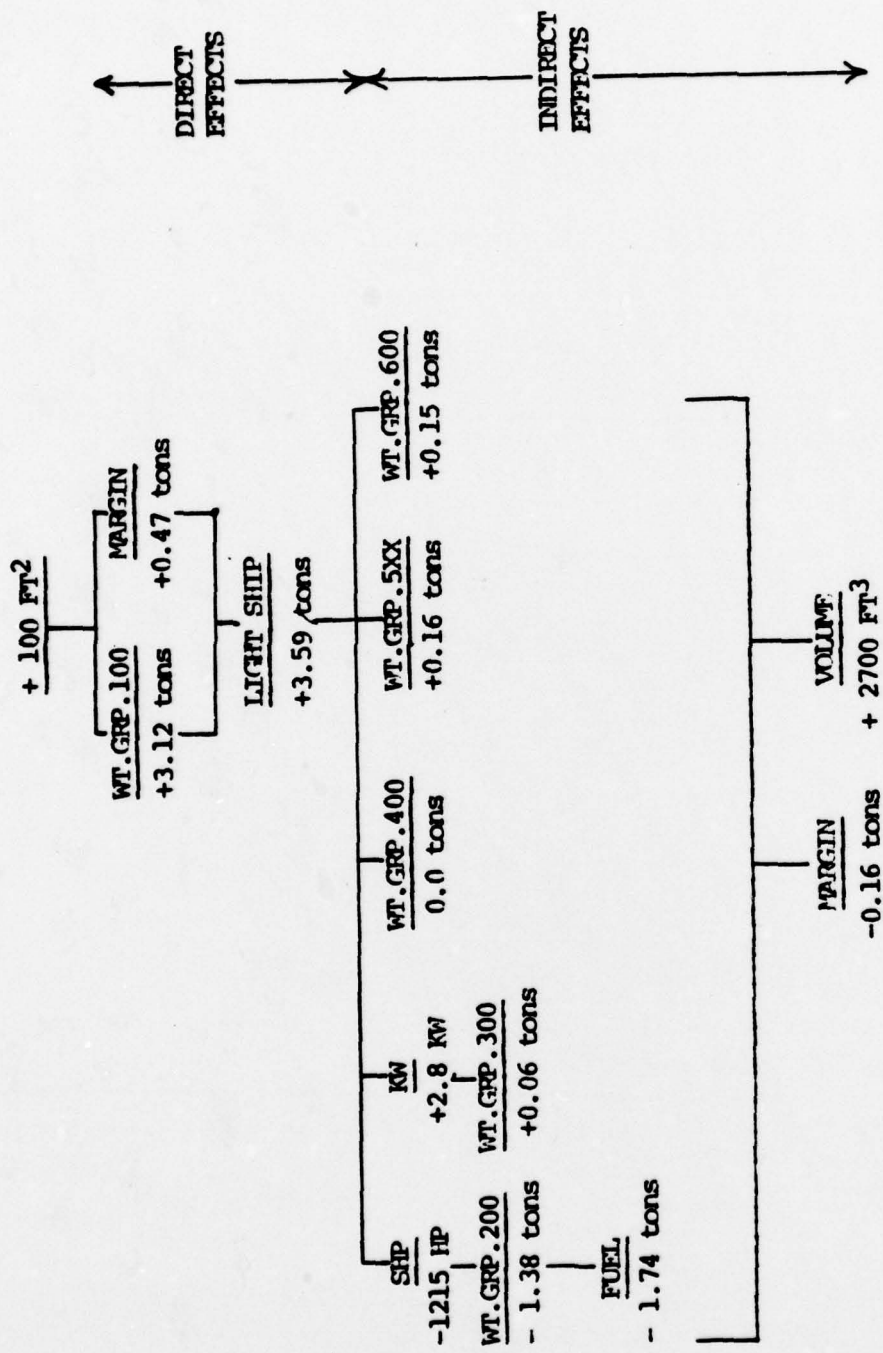 + 100 FT²
WT.GRP.100
+3.12 tons
MARGIN
+0.47 tons
LIGHT SHIP
+3.59 tons
SHP
-1215 HP
WT.GRP.200
- 1.38 tons
FUEL
- 1.74 tons
KW
+2.8 KW
WT.GRP.300
+0.06 tons
WT.GRP.400
0.0 tons
WT.GRP.5XX
+0.16 tons
WT.GRP.600
+0.15 tons
MARGIN
-0.16 tons
VOLUME
+ 2700 FT³
DIRECT
EFFECTS
INDIRECT
EFFECTS